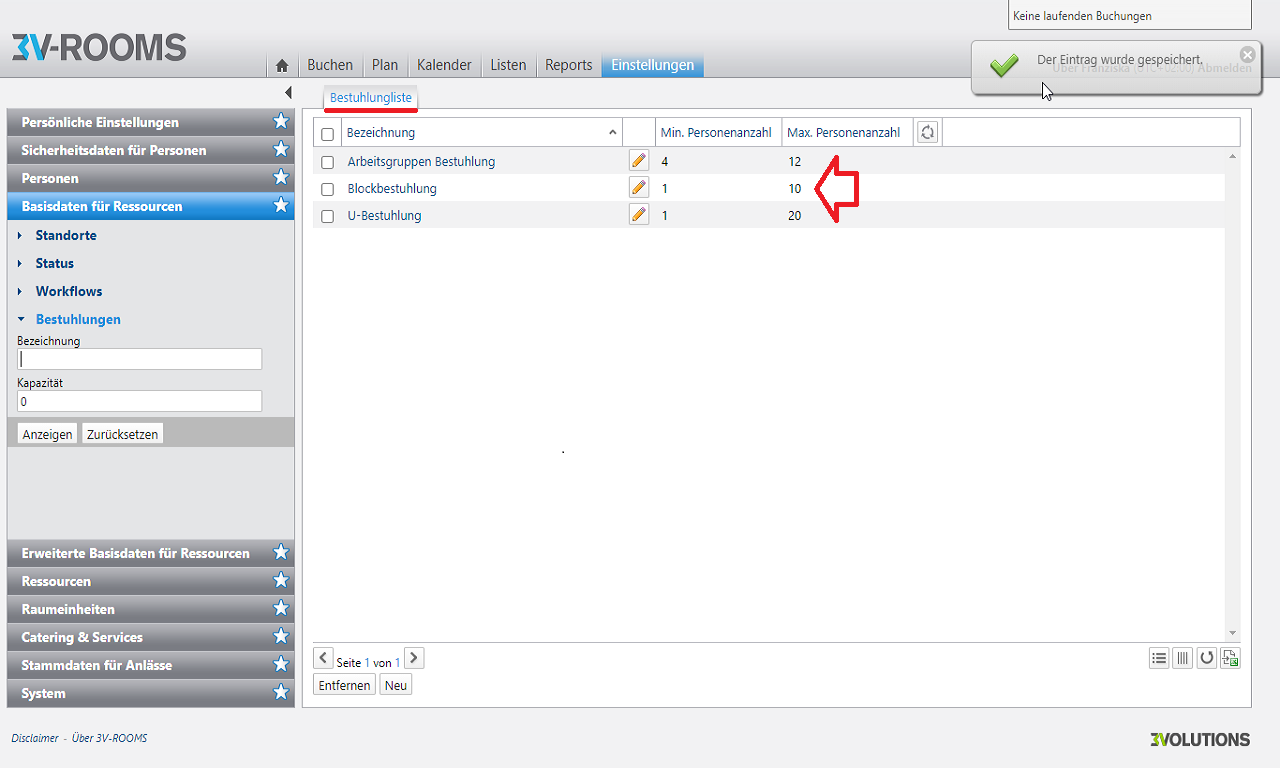 Keine laufenden Buchungen
3V-ROOMS
Buchen Plan Kalender Listen Reports Einstellungen
Der Eintrag wurde gespeichert.
Über Franziska (UTC+02:00) Abmelden
Bestuhlungliste
Persönliche Einstellungen
Sicherheitsdaten für Personen
Personen
Basisdaten für Ressourcen
Standorte
Status
Workflows
Bestuhlungen
Bezeichnung
Kapazität
0
Anzeigen Zurücksetzen
Erweiterte Basisdaten für Ressourcen
Ressourcen
Raumeinheiten
Catering & Services
Stammdaten für Anlässe
System
Bezeichnung Min. Personenanzahl Max. Personenanzahl
Arbeitsgruppen Bestuhlung 4 12
Blockbestuhlung 1 10
U-Bestuhlung 1 20
.
Seite 1 von 1
Entfernen Neu
Disclaimer - Über 3V-ROOMS
3VOLUTIONS